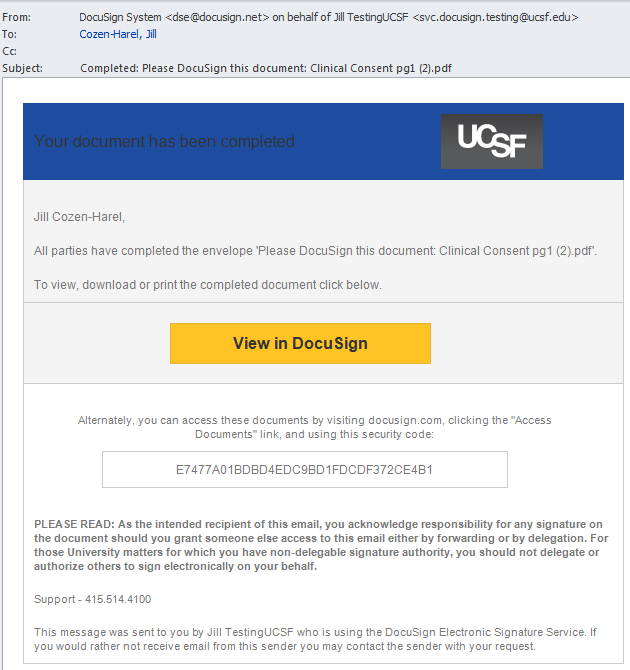 From: DocuSign System <dse@docusign.net> on behalf of Jill TestingUCSF <svc.docusign.testing@ucsf.edu>
To: Cozen-Harel, Jill
Cc:
Subject: Completed: Please DocuSign this document: Clinical Consent pg1 (2).pdf
Your document has been completed
UCSF
Jill Cozen-Harel,
All parties have completed the envelope 'Please DocuSign this document: Clinical Consent pg1 (2).pdf'.
To view, download or print the completed document click below.
View in DocuSign
Alternately, you can access these documents by visiting docusign.com, clicking the "Access
Documents" link, and using this security code:
E7477A01BDBD4EDC9BD1FDCDF372CE4B1
PLEASE READ: As the intended recipient of this email, you acknowledge responsibility for any signature on
the document should you grant someone else access to this email either by forwarding or by delegation. For
those University matters for which you have non-delegable signature authority, you should not delegate or
authorize others to sign electronically on your behalf.
Support - 415.514.4100
This message was sent to you by Jill TestingUCSF who is using the DocuSign Electronic Signature Service. If
you would rather not receive email from this sender you may contact the sender with your request.